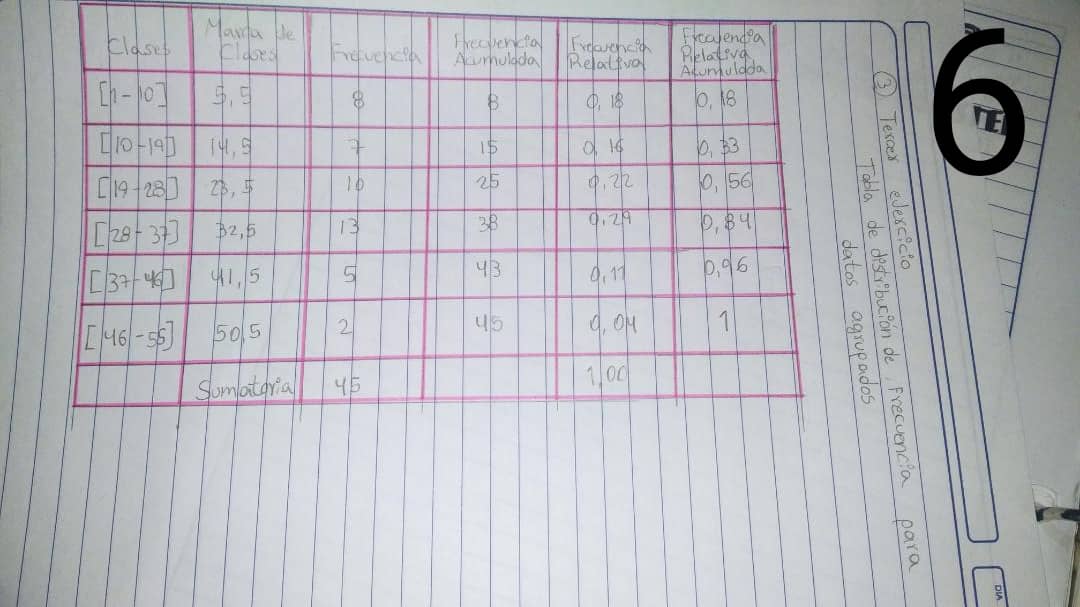 6
③ Tercer ejercicio
Tabla de distribución de frecuencia para
datos agrupados
Clases Marca de Clases Frecuencia Frecuencia Acumulada Frecuencia Relativa Frecuencia Relativa Acumulada
[1-10] 5,5 8 8 0,18 0,18
[10-19] 14,5 7 15 0,16 0,33
[19-28] 23,5 10 25 0,22 0,56
[28-37] 32,5 13 38 0,29 0,84
[37-46] 41,5 5 43 0,11 0,96
[46-55] 50,5 2 45 0,04 1
Sumatoria 45 1,00
DIA